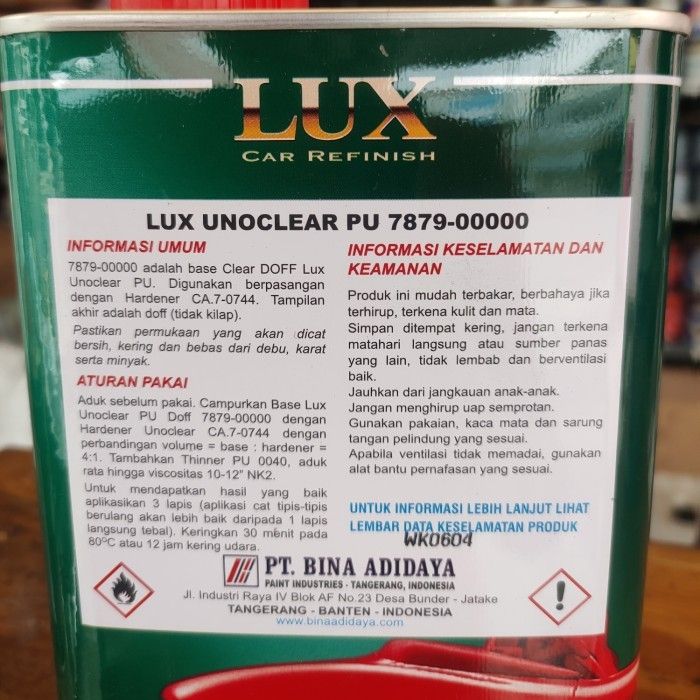 LUX
CAR REFINISH
LUX UNOCLEAR PU 7879-00000
INFORMASI UMUM
7879-00000 adalah base Clear DOFF Lux
Unoclear PU. Digunakan berpasangan
dengan Hardener CA.7-0744. Tampilan
akhir adalah doff (tidak kilap).
Pastikan permukaan yang akan dicat
bersih, kering dan bebas dari debu, karat
serta minyak.
ATURAN PAKAI
Aduk sebelum pakai. Campurkan Base Lux
Unoclear PU Doff 7879-00000 dengan
Hardener Unoclear CA.7-0744 dengan
perbandingan volume = base : hardener =
4:1. Tambahkan Thinner PU 0040, aduk
rata hingga viscositas 10-12" NK2.
Untuk mendapatkan hasil yang baik
aplikasikan 3 lapis (aplikasi cat tipis-tipis
berulang akan lebih baik daripada 1 lapis
langsung tebal). Keringkan 30 menit pada
80ºC atau 12 jam kering udara.
INFORMASI KESELAMATAN DAN
KEAMANAN
Produk ini mudah terbakar, berbahaya jika
terhirup, terkena kulit dan mata.
Simpan ditempat kering, jangan terkena
matahari langsung atau sumber panas
yang lain, tidak lembab dan berventilasi
baik.
Jauhkan dari jangkauan anak-anak.
Jangan menghirup uap semprotan.
Gunakan pakaian, kaca mata dan sarung
tangan pelindung yang sesuai.
Apabila ventilasi tidak memadai, gunakan
alat bantu pernafasan yang sesuai.
UNTUK INFORMASI LEBIH LANJUT LIHAT
LEMBAR DATA KESELAMATAN PRODUK
WK0604
PT. BINA ADIDAYA
PAINT INDUSTRIES - TANGERANG, INDONESIA
Jl. Industri Raya IV Blok AF No.23 Desa Bunder - Jatake
TANGERANG - BANTEN - INDONESIA
www.binaadidaya.com